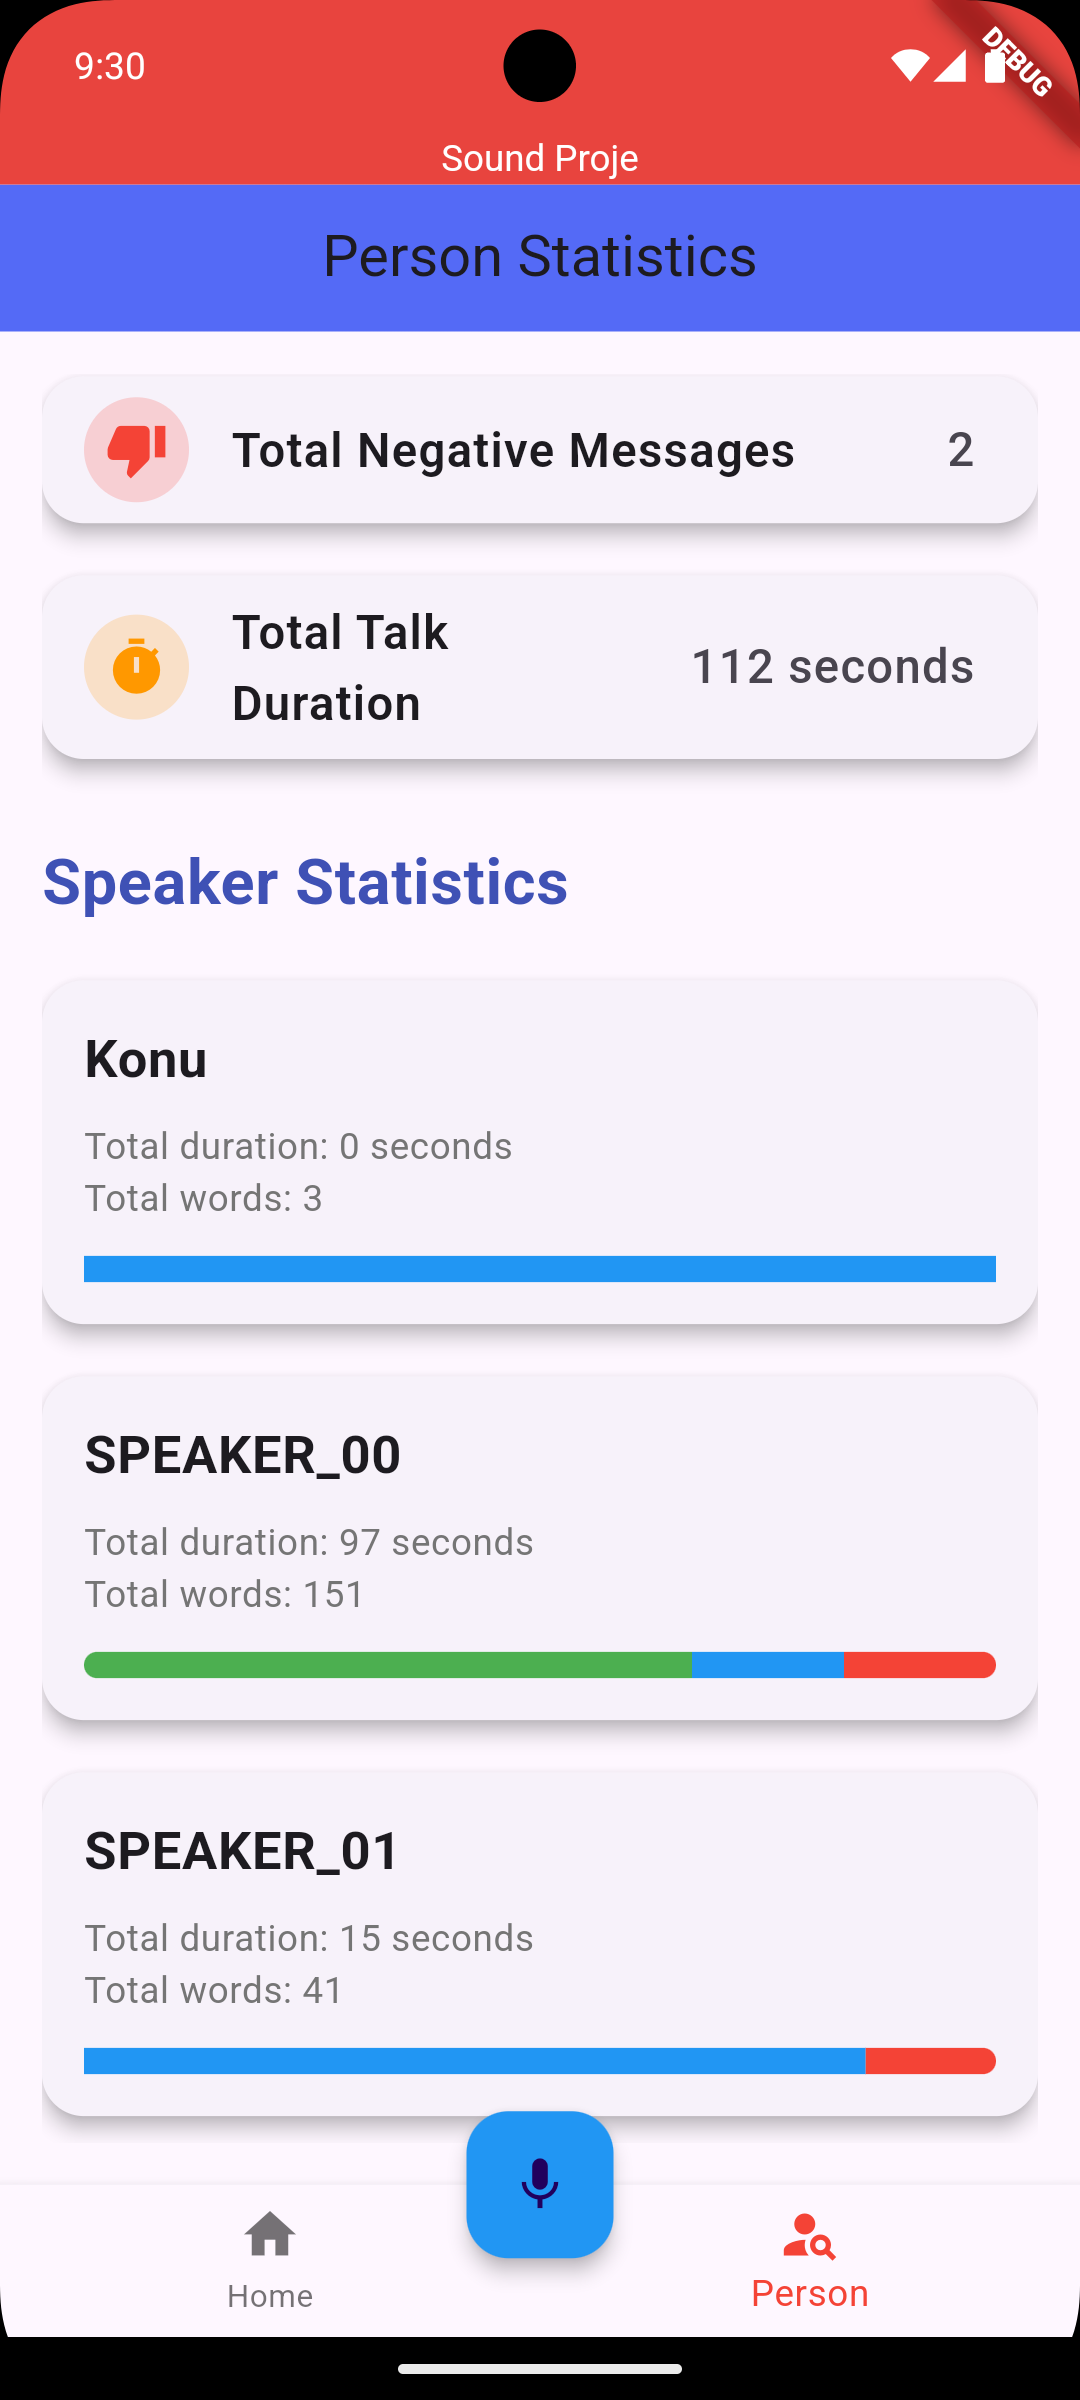 9:30
DEBUG
Sound Proje
Person Statistics
Total Negative Messages 2
Total Talk
Duration
112 seconds
Speaker Statistics
Konu
Total duration: 0 seconds
Total words: 3
SPEAKER_00
Total duration: 97 seconds
Total words: 151
SPEAKER_01
Total duration: 15 seconds
Total words: 41
Home
Person